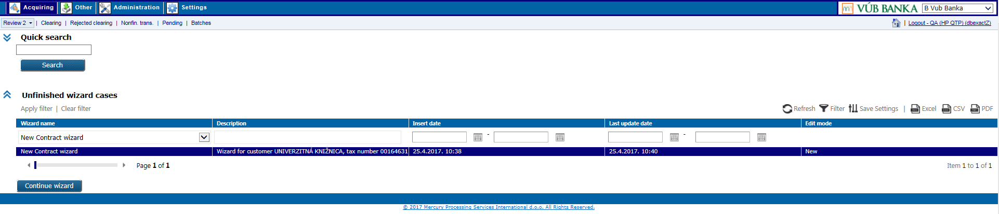 Acquiring Other Administration Settings VÚB BANKA B Vub Banka
Review 2 | Clearing | Rejected clearing | Nonfin. trans. | Pending | Batches | Logout - QA (HP QTP) (dbexactZ)
Quick search
Search
Unfinished wizard cases
Apply filter | Clear filter Refresh Filter Save Settings | Excel CSV PDF
Wizard name Description Insert date Last update date Edit mode
New Contract wizard - -
New Contract wizard Wizard for customer UNIVERZITNÁ KNIŽNICA, tax number 00164631 25.4.2017. 10:38 25.4.2017. 10:40 New
Page 1 of 1 Item 1 to 1 of 1
Continue wizard
© 2017 Mercury Processing Services International d.o.o. All Rights Reserved.